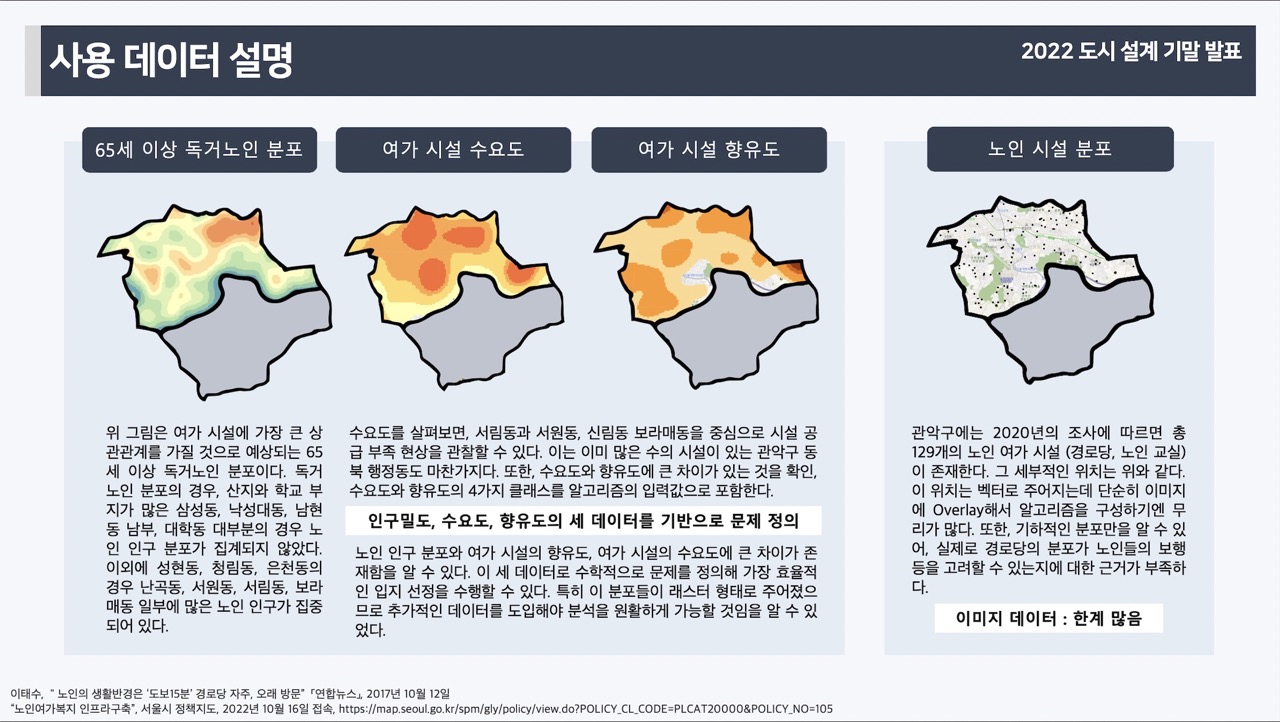 사용 데이터 설명
2022 도시 설계 기말 발표
65세 이상 독거노인 분포
여가 시설 수요도
여가 시설 향유도
노인 시설 분포
위 그림은 여가 시설에 가장 큰 상
관관계를 가질 것으로 예상되는 65
세 이상 독거노인 분포이다. 독거
노인 분포의 경우, 산지와 학교 부
지가 많은 삼성동, 낙성대동, 남현
동 남부, 대학동 대부분의 경우 노
인 인구 분포가 집계되지 않았다.
이외에 성현동, 청림동, 은천동의
경우 난곡동, 서원동, 서림동, 보라
매동 일부에 많은 노인 인구가 집중
되어 있다.
수요도를 살펴보면, 서림동과 서원동, 신림동 보라매동을 중심으로 시설 공
급 부족 현상을 관찰할 수 있다. 이는 이미 많은 수의 시설이 있는 관악구 동
북 행정동도 마찬가지다. 또한, 수요도와 향유도에 큰 차이가 있는 것을 확인,
수요도와 향유도의 4가지 클래스를 알고리즘의 입력값으로 포함한다.
인구밀도, 수요도, 향유도의 세 데이터를 기반으로 문제 정의
노인 인구 분포와 여가 시설의 향유도, 여가 시설의 수요도에 큰 차이가 존
재함을 알 수 있다. 이 세 데이터로 수학적으로 문제를 정의해 가장 효율적
인 입지 선정을 수행할 수 있다. 특히 이 분포들이 래스터 형태로 주어졌으
므로 추가적인 데이터를 도입해야 분석을 원활하게 가능할 것임을 알 수 있
었다.
관악구에는 2020년의 조사에 따르면 총
129개의 노인 여가 시설 (경로당, 노인 교실)
이 존재한다. 그 세부적인 위치는 위와 같다.
이 위치는 벡터로 주어지는데 단순히 이미지
에 Overlay해서 알고리즘을 구성하기엔 무
리가 많다. 또한, 기하적인 분포만을 알 수 있
어, 실제로 경로당의 분포가 노인들의 보행
등을 고려할 수 있는지에 대한 근거가 부족하
다.
이미지 데이터 : 한계 많음
이태수, " 노인의 생활반경은 '도보15분' 경로당 자주, 오래 방문"「연합뉴스」, 2017년 10월 12일
"노인여가복지 인프라구축", 서울시 정책지도, 2022년 10월 16일 접속, https://map.seoul.go.kr/spm/gly/policy/view.do?POLICY_CL_CODE=PLCAT20000&POLICY_NO=105